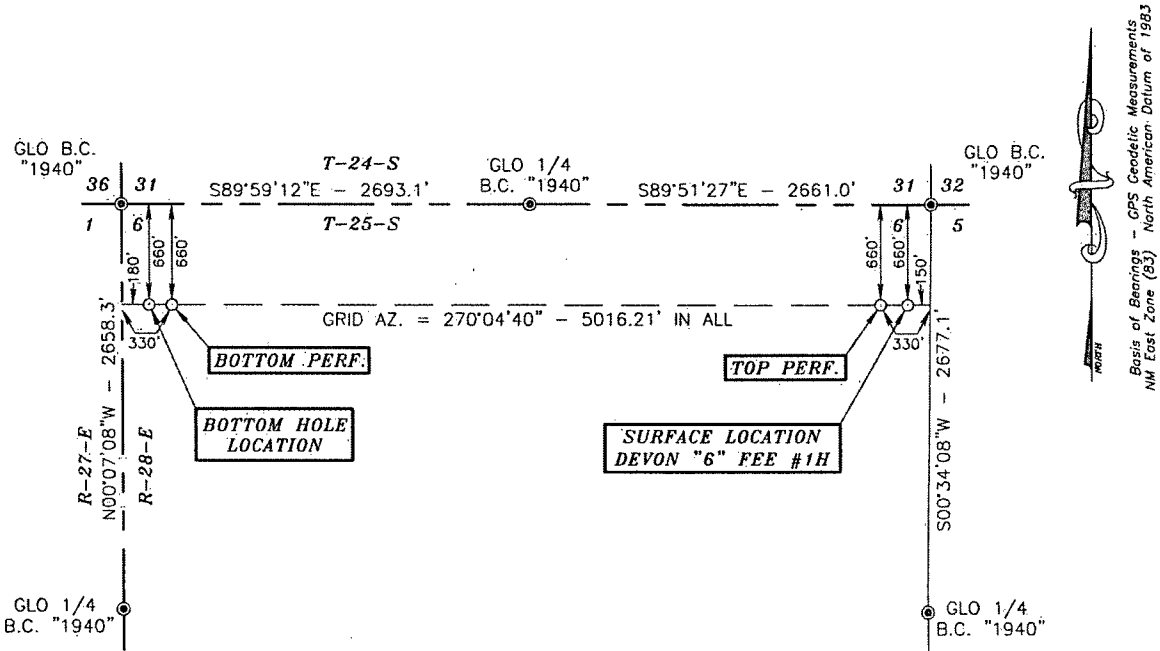 GLO B.C.
"1940"
T-24-S
GLO 1/4
B.C. "1940"
GLO B.C.
"1940"
36 31
S89°59'12"E - 2693.1'
S89°51'27"E - 2661.0'
31 32
1 6
T-25-S
6 5
180'
660'
660'
660'
660'
150'
GRID AZ. = 270°04'40" - 5016.21' IN ALL
330'
330'
BOTTOM PERF.
TOP PERF.
BOTTOM HOLE
LOCATION
SURFACE LOCATION
DEVON "6" FEE #1H
R-27-E
N00°07'08"W - 2658.3'
R-28-E
S00°34'08"W - 2677.1'
GLO 1/4
B.C. "1940"
GLO 1/4
B.C. "1940"
NORTH
Basis of Bearings - GPS Geodetic Measurements
NM East Zone (83) North American Datum of 1983